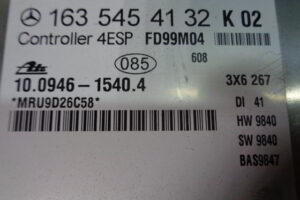 163 545 41 32 K 02
Controller 4ESP FD99M04
085
608
ATE
10.0946-1540.4
3X6 267
*MRU9D26C58*
DI 41
HW 9840
SW 9840
BAS9847